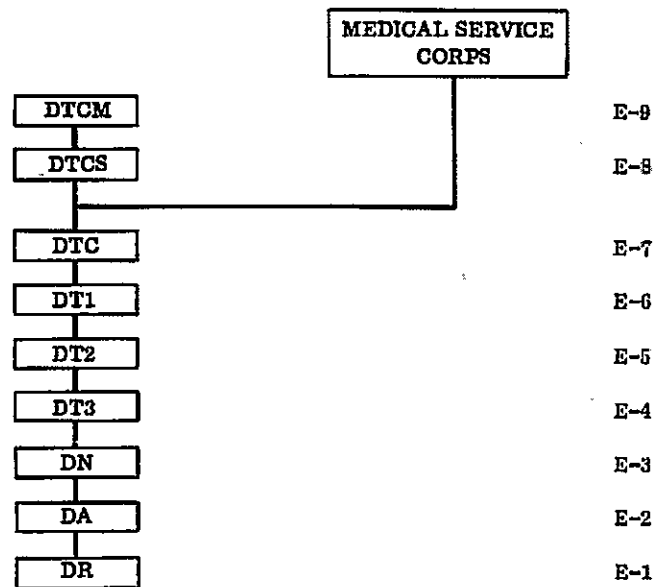 MEDICAL SERVICE
CORPS
DTCM E-9
DTCS E-8
DTC E-7
DT1 E-6
DT2 E-5
DT3 E-4
DN E-3
DA E-2
DR E-1